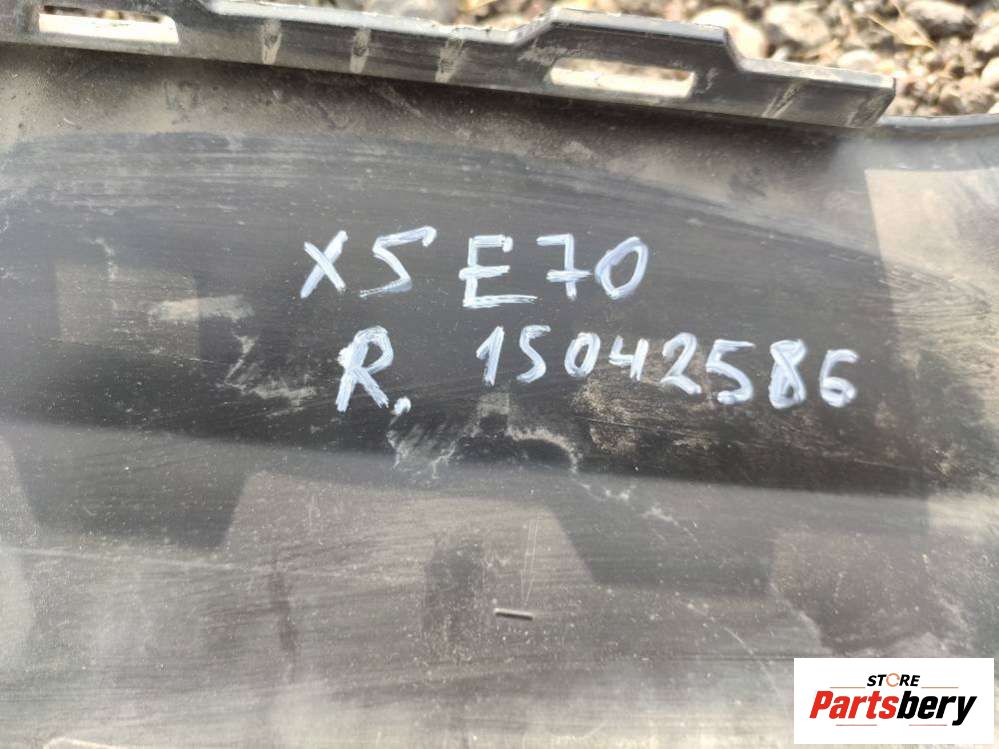 X5 E70
R. 15042586
STORE
Partsbery